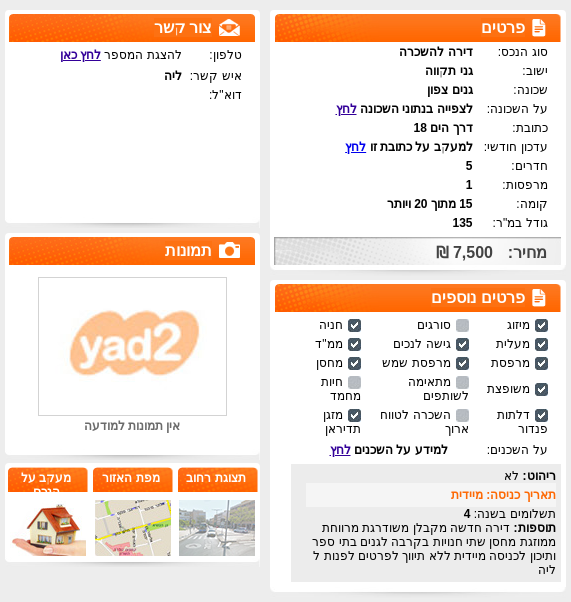 פרטים
סוג הנכס: דירה להשכרה
ישוב: גני תקווה
שכונה: גנים צפון
על השכונה: לצפייה בנתוני השכונה לחץ
כתובת: דרך הים 18
עדכון חודשי: למעקב על כתובת זו לחץ
חדרים: 5
מרפסות: 1
קומה: 15 מתוך 20 ויותר
גודל במ"ר: 135
מחיר: 7,500 ₪
פרטים נוספים
מיזוג סורגים חניה
מעלית גישה לנכים ממ"ד
מרפסת מרפסת שמש מחסן
משופצת מתאימה לשותפים חיות מחמד
דלתות פנדור השכרה לטווח ארוך מזגן תדיראן
על השכנים: למידע על השכנים לחץ
ריהוט: לא
תאריך כניסה: מיידית
תשלומים בשנה: 4
תוספות: דירה חדשה מקבלן משודרגת מרווחת
ממוזגת מחסן שתי חנויות בקרבה לגנים בתי ספר
ותיכון לכניסה מיידית ללא תיווך לפרטים לפנות ל
ליה
צור קשר
טלפון: להצגת המספר לחץ כאן
איש קשר: ליה
דוא"ל:
תמונות
yad2
אין תמונות למודעה
תצוגת רחוב
מפת האזור
מעקב על
הנכס